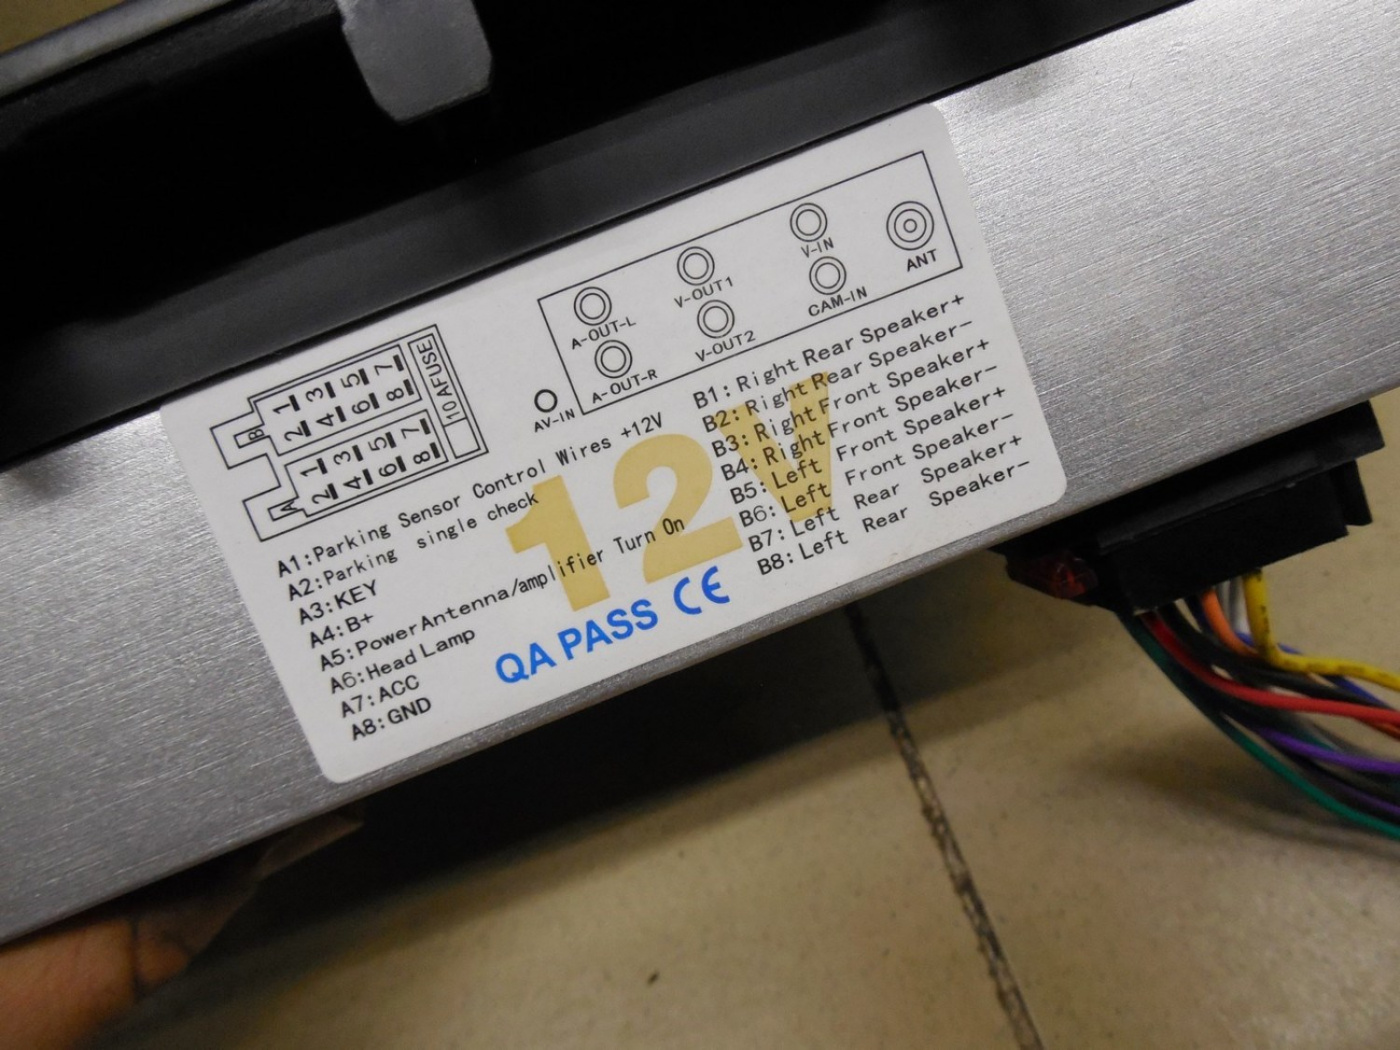 B
1 3 5 7
2 4 6 8
A
1 3 5 7
2 4 6 8
10AFUSE
AV-IN
A-OUT-L
A-OUT-R
V-OUT1
V-OUT2
V-IN
CAM-IN
ANT
A1:Parking Sensor Control Wires +12V
A2:Parking single check
A3:KEY
A4:B+
A5:PowerAntenna/amplifier Turn On
A6:Head Lamp
A7:ACC
A8:GND
B1:Right Rear Speaker+
B2:Right Rear Speaker-
B3:Right Front Speaker+
B4:Right Front Speaker-
B5:Left Front Speaker+
B6:Left Front Speaker-
B7:Left Rear Speaker+
B8:Left Rear Speaker-
12V
QA PASS CE